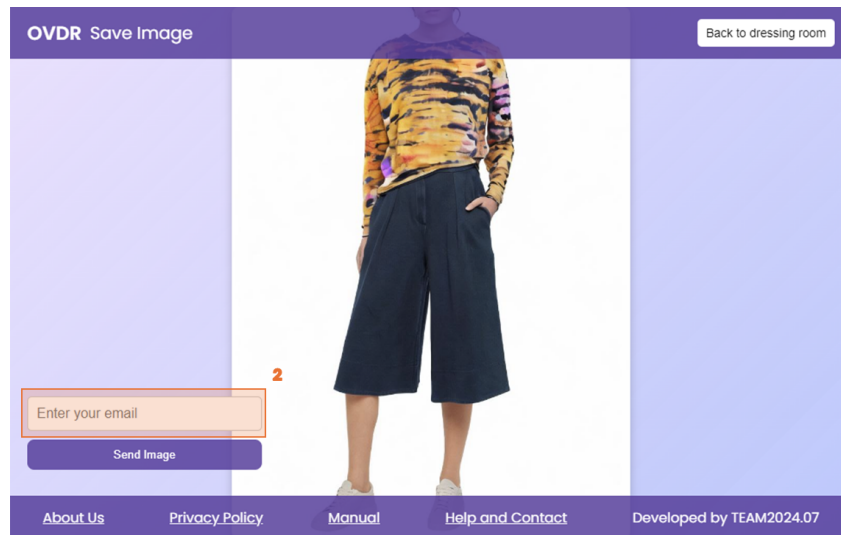 OVDR Save Image
Back to dressing room
2
Enter your email
Send Image
About Us Privacy Policy Manual Help and Contact Developed by TEAM2024.07